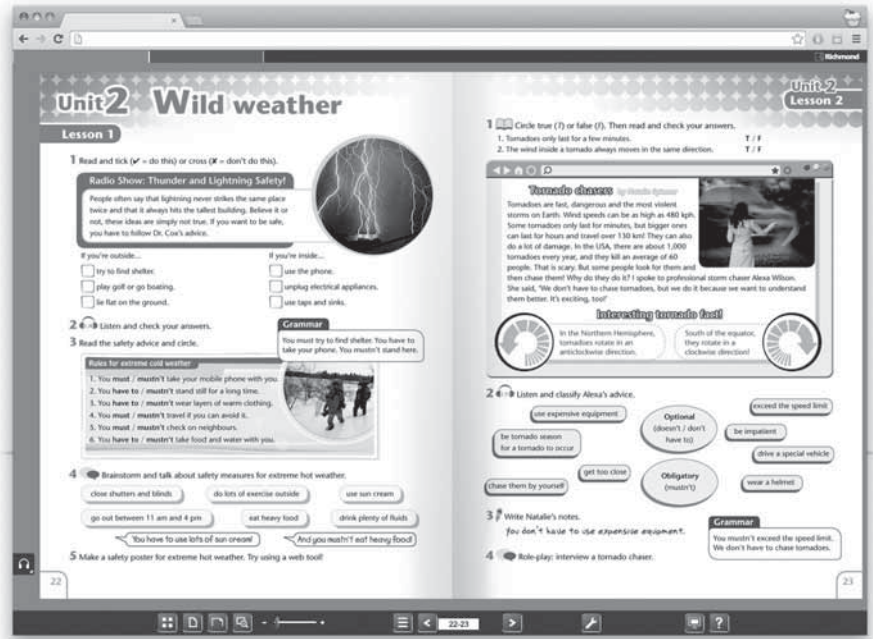 Richmond
Unit 2 Wild weather
Lesson 1
1 Read and tick (✔ = do this) or cross (✘ = don't do this).
Radio Show: Thunder and Lightning Safety!
People often say that lightning never strikes the same place
twice and that it always hits the tallest building. Believe it or
not, these ideas are simply not true. If you want to be safe,
you have to follow Dr. Cox's advice.
If you're outside...
try to find shelter.
play golf or go boating.
lie flat on the ground.
If you're inside...
use the phone.
unplug electrical appliances.
use taps and sinks.
2 Listen and check your answers.
Grammar
You must try to find shelter. You have to
take your phone. You mustn't stand here.
3 Read the safety advice and circle.
Rules for extreme cold weather
1. You must / mustn't take your mobile phone with you.
2. You have to / mustn't stand still for a long time.
3. You have to / mustn't wear layers of warm clothing.
4. You must / mustn't travel if you can avoid it.
5. You must / mustn't check on neighbours.
6. You have to / mustn't take food and water with you.
4 Brainstorm and talk about safety measures for extreme hot weather.
close shutters and blinds
do lots of exercise outside
use sun cream
go out between 11 am and 4 pm
eat heavy food
drink plenty of fluids
You have to use lots of sun cream!
And you mustn't eat heavy food!
5 Make a safety poster for extreme hot weather. Try using a web tool!
22
Unit 2
Lesson 2
1 Circle true (T) or false (F). Then read and check your answers.
1. Tornadoes only last for a few minutes. T / F
2. The wind inside a tornado always moves in the same direction. T / F
Tornado chasers by Natalie Spinner
Tornadoes are fast, dangerous and the most violent
storms on Earth. Wind speeds can be as high as 480 kph.
Some tornadoes only last for minutes, but bigger ones
can last for hours and travel over 150 km! They can also
do a lot of damage. In the USA, there are about 1,000
tornadoes every year, and they kill an average of 60
people. That is scary. But some people look for them and
then chase them! Why do they do it? I spoke to professional storm chaser Alexa Wilson.
She said, "We don't have to chase tornadoes, but we do it because we want to understand
them better. It's exciting, too!"
Interesting tornado fact!
In the Northern Hemisphere,
tornadoes rotate in an
anticlockwise direction.
South of the equator,
they rotate in a
clockwise direction!
2 Listen and classify Alexa's advice.
use expensive equipment
exceed the speed limit
Optional
(doesn't / don't
have to)
be tornado season
for a tornado to occur
be impatient
drive a special vehicle
get too close
Obligatory
(mustn't)
chase them by yourself
wear a helmet
3 Write Natalie's notes.
You don't have to use expensive equipment.
Grammar
You mustn't exceed the speed limit.
We don't have to chase tornadoes.
4 Role-play: interview a tornado chaser.
23
22-23